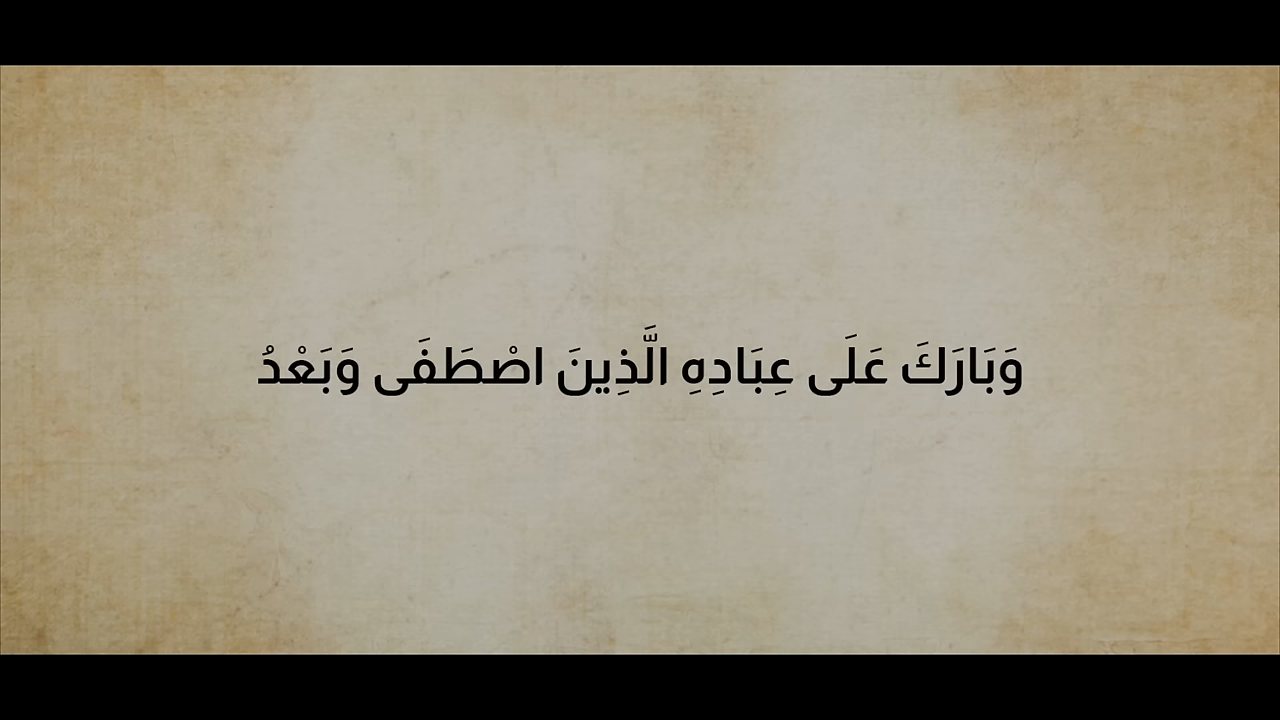 وَبَارَكَ عَلَى عِبَادِهِ الَّذِينَ اصْطَفَى وَبَعْدُ